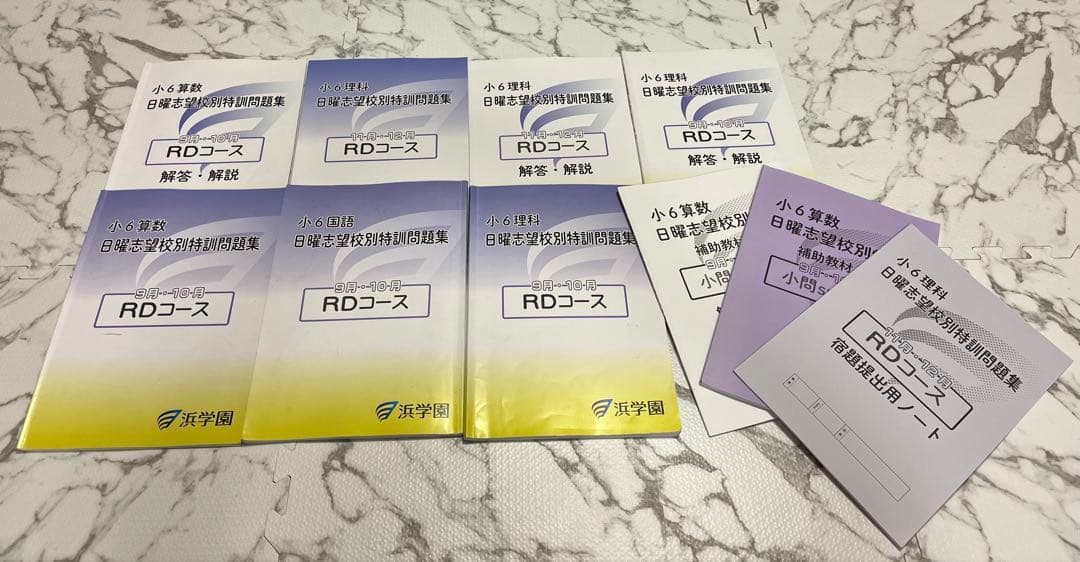 小6算数
日曜志望校別特訓問題集
9月・・10月
RDコース
解答・解説
小6理科
日曜志望校別特訓問題集
11月・・12月
RDコース
小6理科
日曜志望校別特訓問題集
11月・・12月
RDコース
解答・解説
小6理科
日曜志望校別特訓問題集
9月・・10月
RDコース
解答・解説
小6算数
日曜志望校別特訓問題集
9月・・10月
RDコース
浜学園
小6国語
日曜志望校別特訓問題集
9月・・10月
RDコース
浜学園
小6理科
日曜志望校別特訓問題集
9月・・10月
RDコース
浜学園
小6算数
日曜志望校別特
補助教材
9月
小問
小6算数
日曜志望校別
補助教材
9月
小問
小6理科
日曜志望校別特訓問題集
11月・・12月
RDコース
宿題提出用ノート